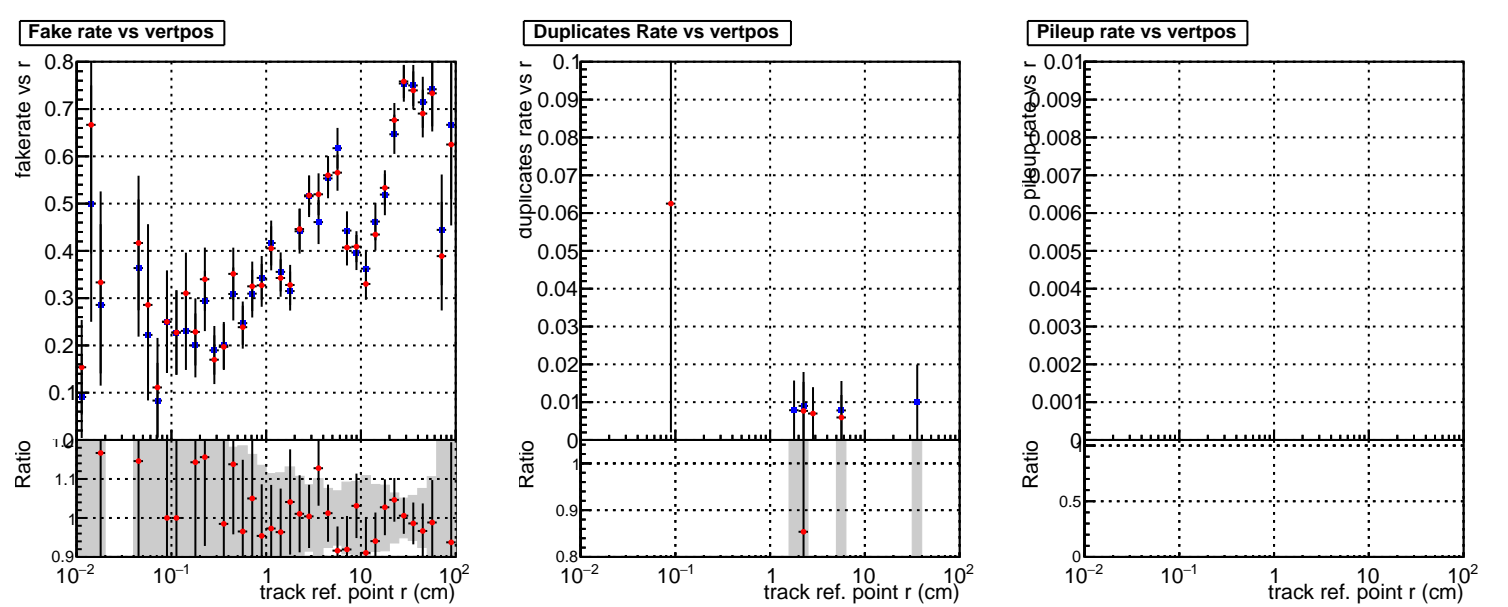 Fake rate vs vertpos
fakerate vs r
0.8
0.7
0.6
0.5
0.4
0.3
0.2
0.1
0
Ratio
1.1
1
0.9
10⁻² 10⁻¹ 1 10 10²
track ref. point r (cm)
Duplicates Rate vs vertpos
duplicates rate vs r
0.1
0.09
0.08
0.07
0.06
0.05
0.04
0.03
0.02
0.01
0
Ratio
1
0.9
0.8
10⁻² 10⁻¹ 1 10 10²
track ref. point r (cm)
Pileup rate vs vertpos
pileup rate vs r
0.01
0.009
0.008
0.007
0.006
0.005
0.004
0.003
0.002
0.001
0
Ratio
1
0.5
0
10⁻² 10⁻¹ 1 10 10²
track ref. point r (cm)